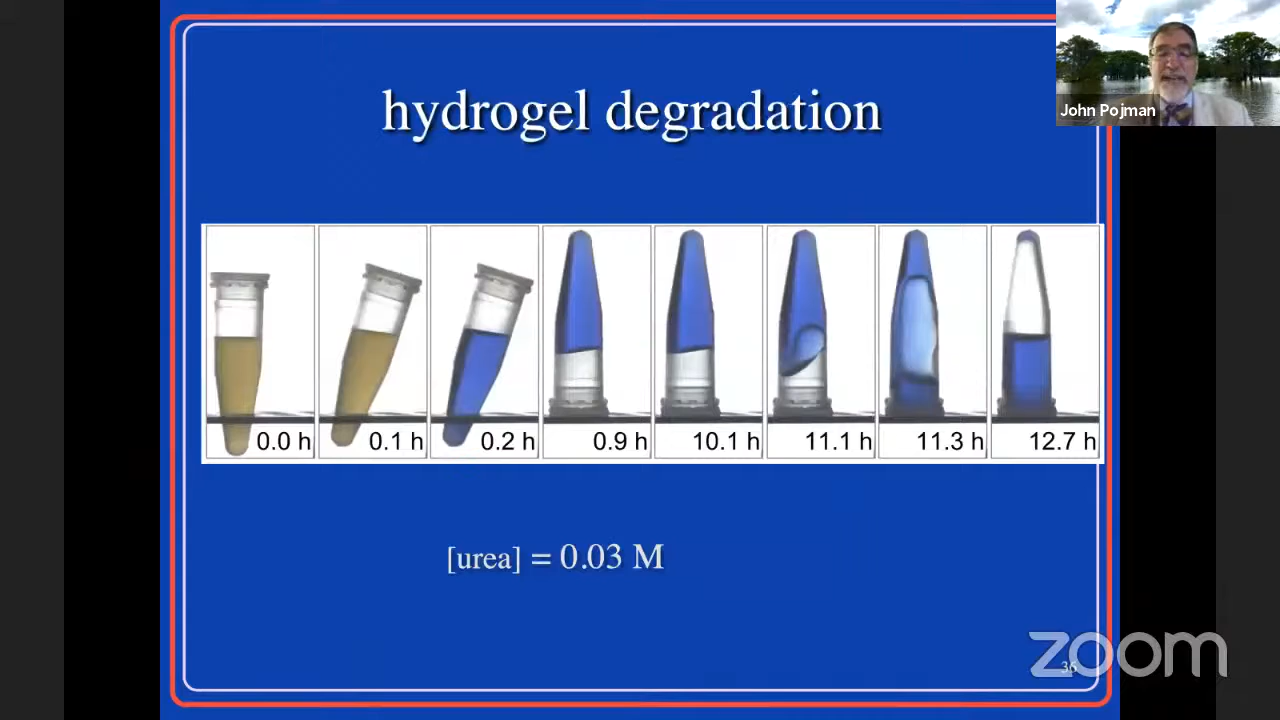 hydrogel degradation
John Pojman
0.0 h
0.1 h
0.2 h
0.9 h
10.1 h
11.1 h
11.3 h
12.7 h
[urea] = 0.03 M
zoom
36